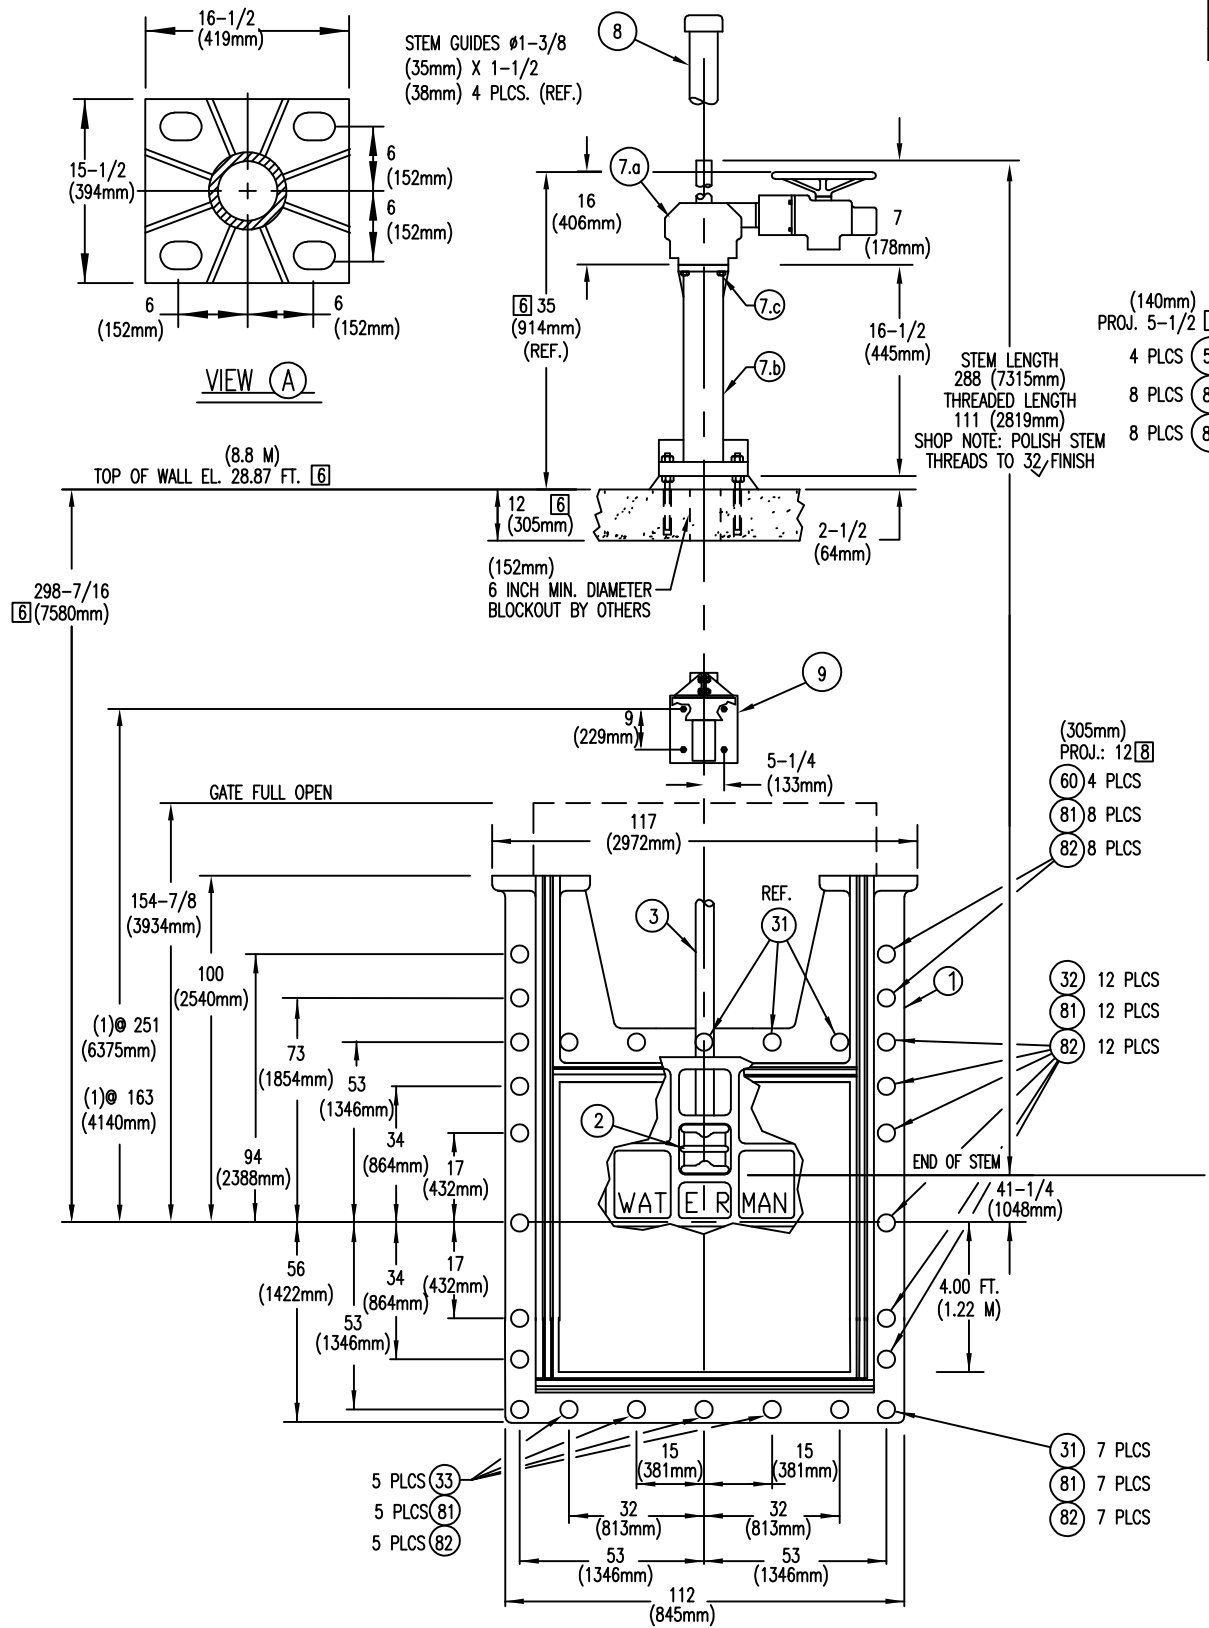 16-1/2
(419mm)
STEM GUIDES ø1-3/8
(35mm) X 1-1/2
(38mm) 4 PLCS. (REF.)
8
15-1/2
(394mm)
6
(152mm)
6
(152mm)
6
(152mm)
6
(152mm)
VIEW A
7.a
16
(406mm)
7
(178mm)
6 35
(914mm)
(REF.)
7.c
7.b
16-1/2
(445mm)
STEM LENGTH
288 (7315mm)
THREADED LENGTH
111 (2819mm)
SHOP NOTE: POLISH STEM
THREADS TO 32 FINISH
(140mm)
PROJ. 5-1/2
4 PLCS 5
8 PLCS 8
8 PLCS 8
(8.8 M)
TOP OF WALL EL. 28.87 FT. 6
12 6
(305mm)
2-1/2
(64mm)
(152mm)
6 INCH MIN. DIAMETER
BLOCKOUT BY OTHERS
298-7/16
6 (7580mm)
9
9
(229mm)
5-1/4
(133mm)
(305mm)
PROJ.: 12 8
60 4 PLCS
81 8 PLCS
82 8 PLCS
GATE FULL OPEN
117
(2972mm)
154-7/8
(3934mm)
3
REF.
31
100
(2540mm)
1
32 12 PLCS
81 12 PLCS
82 12 PLCS
(1)@ 251
(6375mm)
73
(1854mm)
53
(1346mm)
(1)@ 163
(4140mm)
2
34
(864mm)
17
(432mm)
94
(2388mm)
END OF STEM
WATERMAN
41-1/4
(1048mm)
56
(1422mm)
34
(864mm)
17
(432mm)
53
(1346mm)
4.00 FT.
(1.22 M)
5 PLCS 33
5 PLCS 81
5 PLCS 82
15
(381mm)
15
(381mm)
31 7 PLCS
81 7 PLCS
82 7 PLCS
32
(813mm)
32
(813mm)
53
(1346mm)
53
(1346mm)
112
(845mm)